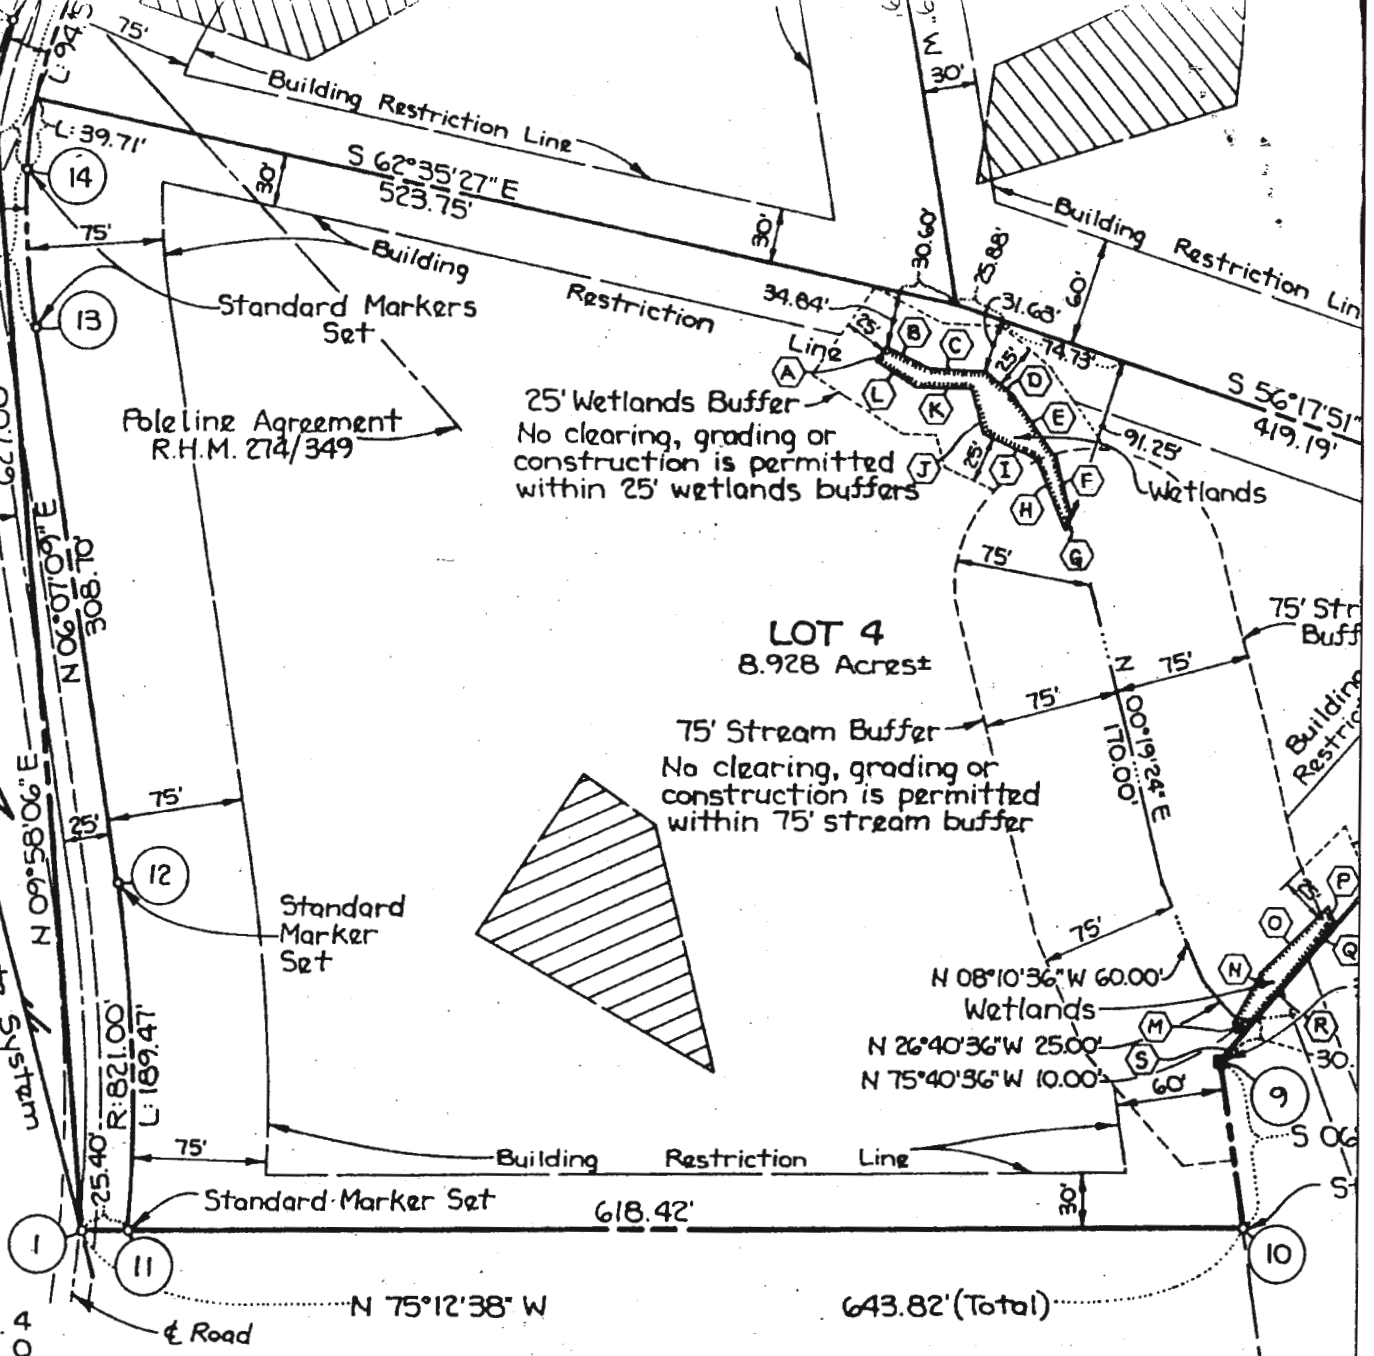 L: 94.
75'
Building Restriction Line
L: 39.71'
14
S 62°35'27" E
523.75'
30'
30'
75'
Building
Restriction
Line
Standard Markers
Set
13
W
30'
Building Restriction Lin
60'
30.60'
25.88'
34.84'
31.63'
74.73'
25'
25'
25'
A
B
C
D
E
F
G
H
I
J
K
L
S 56°17'51"
419.19'
91.25'
Wetlands
25' Wetlands Buffer
No clearing, grading or
construction is permitted
within 25' wetlands buffers
Poleline Agreement
R.H.M. 274/349
N 06°07'09" E
308.70'
75'
LOT 4
8.928 Acres±
75' Str
Buff
75'
75'
N 00°19'24" E
170.00'
75' Stream Buffer
No clearing, grading or
construction is permitted
within 75' stream buffer
Building
Restric
N 09°58'06" E
75'
25'
12
Standard
Marker
Set
75'
25'
P
O
Q
N
N 08°10'36" W 60.00'
Wetlands
M
R
N 26°40'36" W 25.00'
S
30.
N 75°40'36" W 10.00'
60'
9
S 06
System
R: 821.00'
L: 189.47'
25.40'
75'
Building Restriction Line
30'
Standard Marker Set
618.42'
1
11
10
N 75°12'38" W
643.82' (Total)
℄ Road
4
0